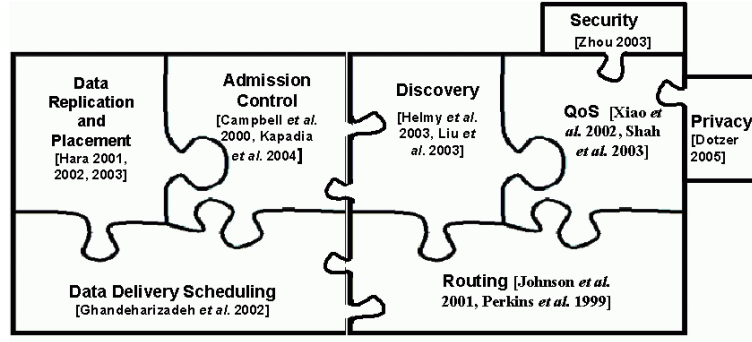 Security
[Zhou 2003]
Data
Replication
and
Placement
[Hara 2001,
2002, 2003]
Admission
Control
[Campbell et al.
2000, Kapadia
et al. 2004]
Discovery
[Helmy et al.
2003, Liu et
al. 2003]
QoS [Xiao et
al. 2002, Shah
et al. 2003]
Privacy
[Dotzer
2005]
Data Delivery Scheduling
[Ghandeharizadeh et al. 2002]
Routing [Johnson et al.
2001, Perkins et al. 1999]